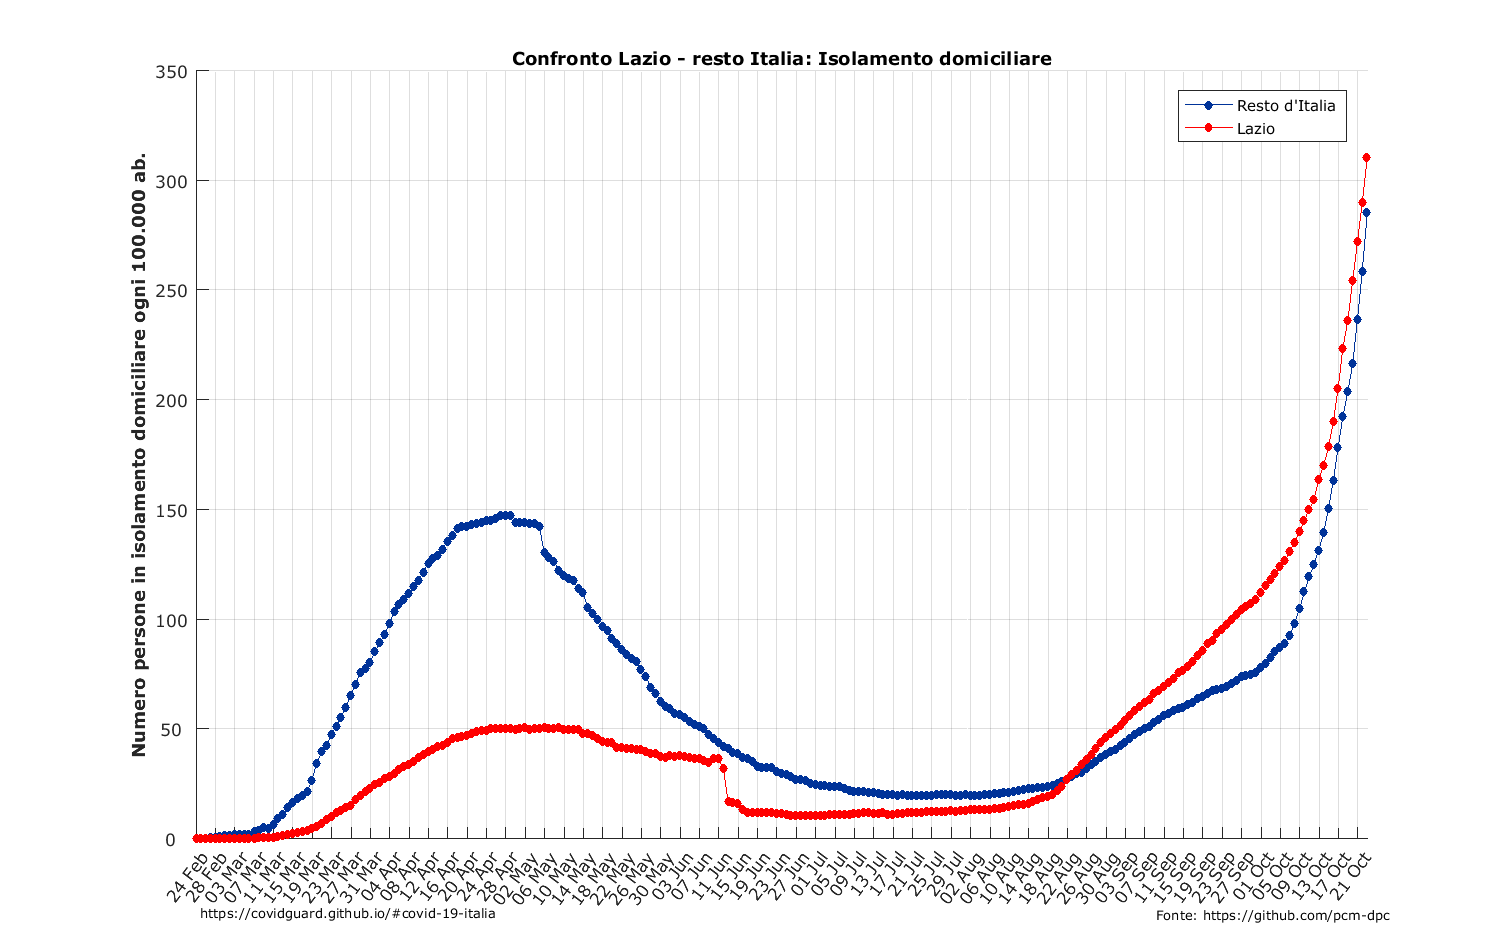 Confronto Lazio - resto Italia: Isolamento domiciliare
Numero persone in isolamento domiciliare ogni 100.000 ab.
350
300
250
200
150
100
50
0
Resto d'Italia
Lazio
24 Feb
28 Feb
03 Mar
07 Mar
11 Mar
15 Mar
19 Mar
23 Mar
27 Mar
31 Mar
04 Apr
08 Apr
12 Apr
16 Apr
20 Apr
24 Apr
28 Apr
02 May
06 May
10 May
14 May
18 May
22 May
26 May
30 May
03 Jun
07 Jun
11 Jun
15 Jun
19 Jun
23 Jun
27 Jun
01 Jul
05 Jul
09 Jul
13 Jul
17 Jul
21 Jul
25 Jul
29 Jul
02 Aug
06 Aug
10 Aug
14 Aug
18 Aug
22 Aug
26 Aug
30 Aug
03 Sep
07 Sep
11 Sep
15 Sep
19 Sep
23 Sep
27 Sep
01 Oct
05 Oct
09 Oct
13 Oct
17 Oct
21 Oct
https://covidguard.github.io/#covid-19-italia
Fonte: https://github.com/pcm-dpc